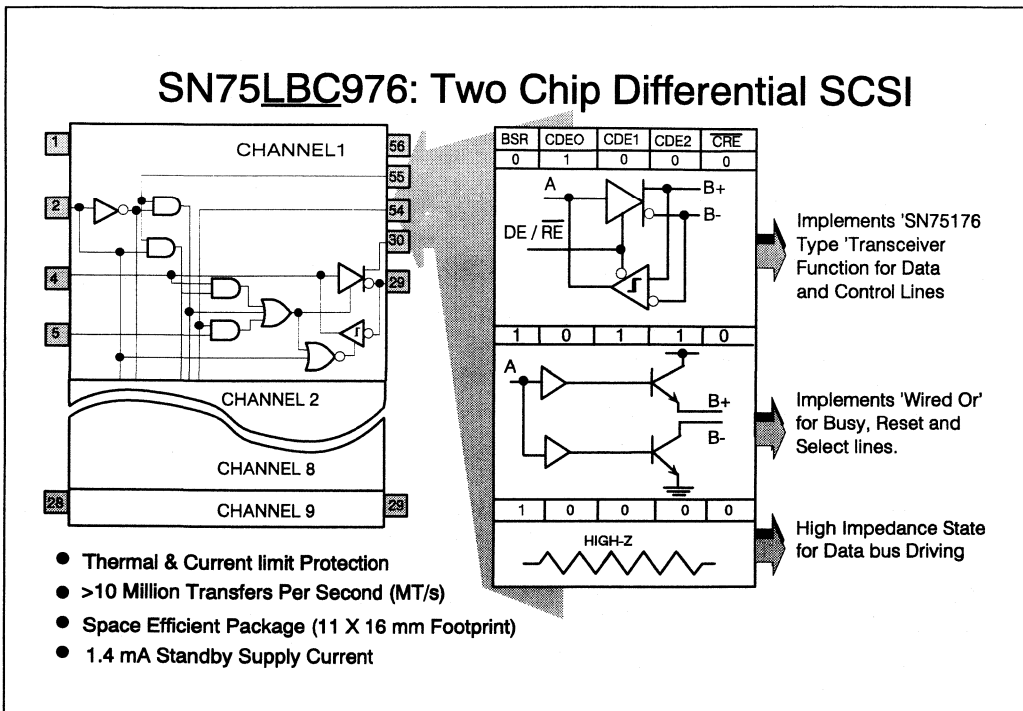 SN75LBC976: Two Chip Differential SCSI
1
2
4
5
28
CHANNEL1
56
55
54
30
29
CHANNEL 2
CHANNEL 8
CHANNEL 9
29
BSR CDE0 CDE1 CDE2 CRE
0 1 0 0 0
A
B+
B-
DE / RE
Implements 'SN75176
Type 'Transceiver
Function for Data
and Control Lines
1 0 1 1 0
A
B+
B-
Implements 'Wired Or'
for Busy, Reset and
Select lines.
1 0 0 0 0
HIGH-Z
High Impedance State
for Data bus Driving
● Thermal & Current limit Protection
● >10 Million Transfers Per Second (MT/s)
● Space Efficient Package (11 X 16 mm Footprint)
● 1.4 mA Standby Supply Current